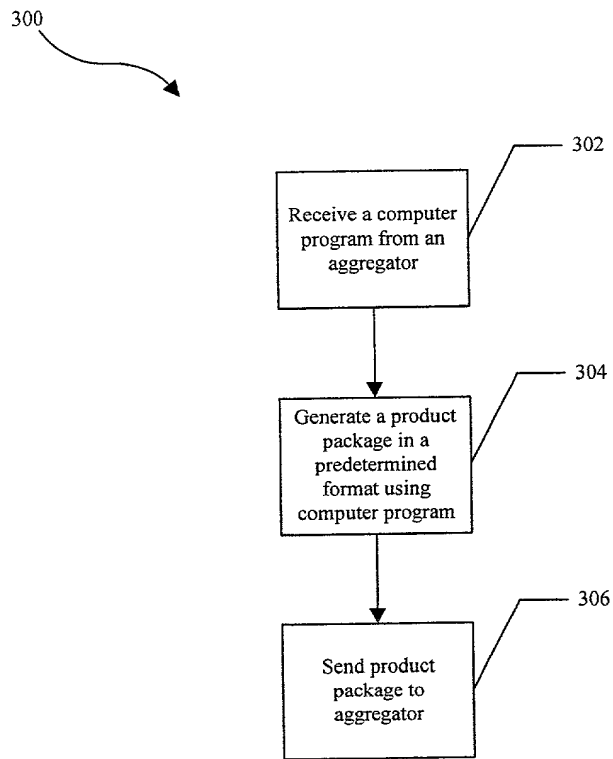 300
302
Receive a computer
program from an
aggregator
304
Generate a product
package in a
predetermined
format using
computer program
306
Send product
package to
aggregator